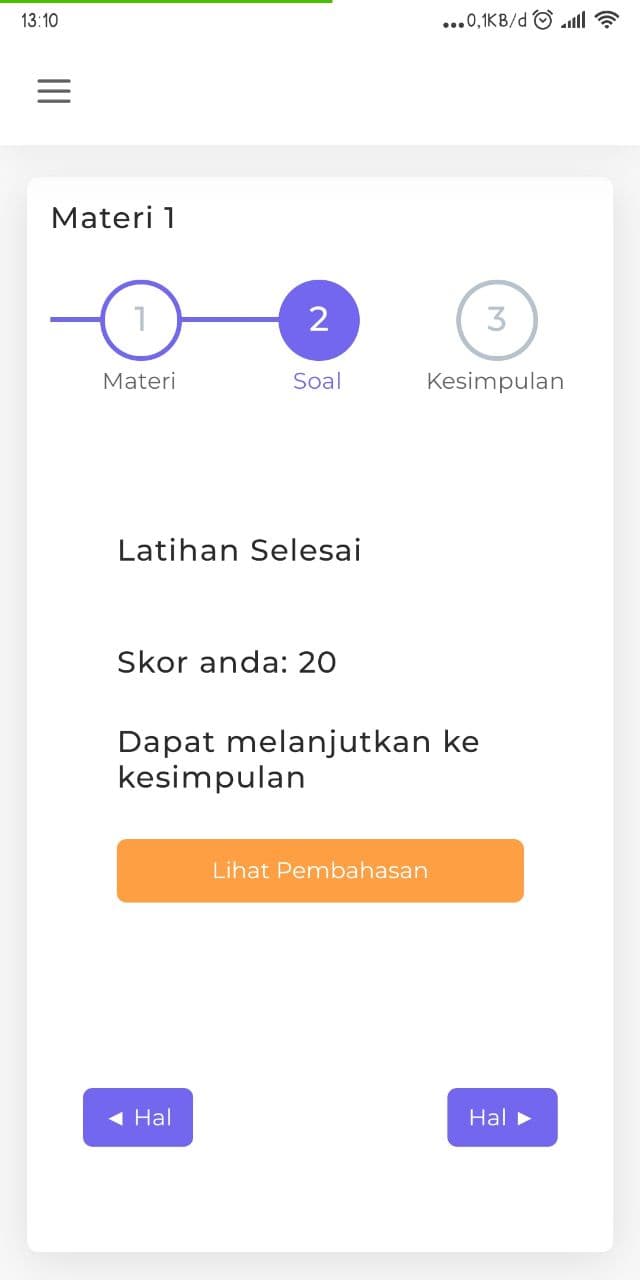 13:10
...0,1KB/d
Materi 1
1
2
3
Materi
Soal
Kesimpulan
Latihan Selesai
Skor anda: 20
Dapat melanjutkan ke
kesimpulan
Lihat Pembahasan
◄ Hal
Hal ►